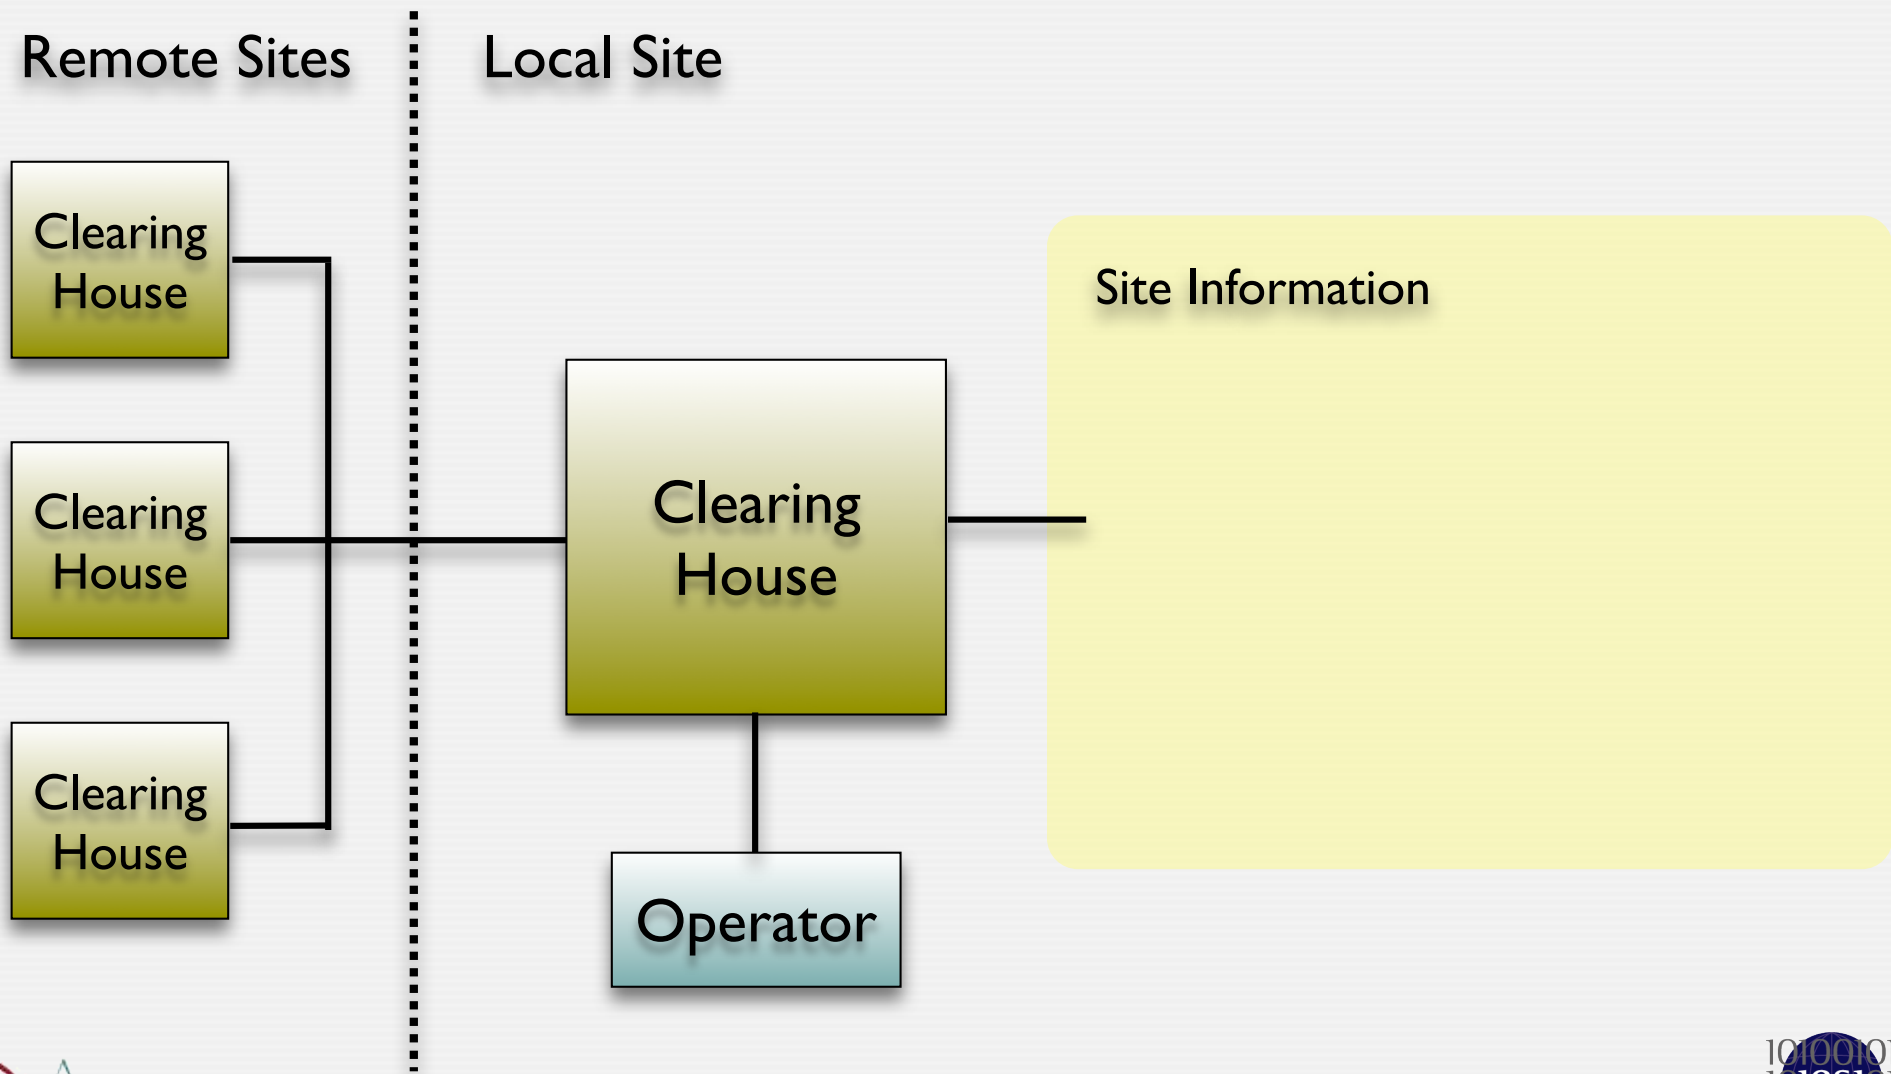 Remote Sites
Local Site
Clearing
House
Site Information
Clearing
House
Clearing
House
Clearing
House
Operator